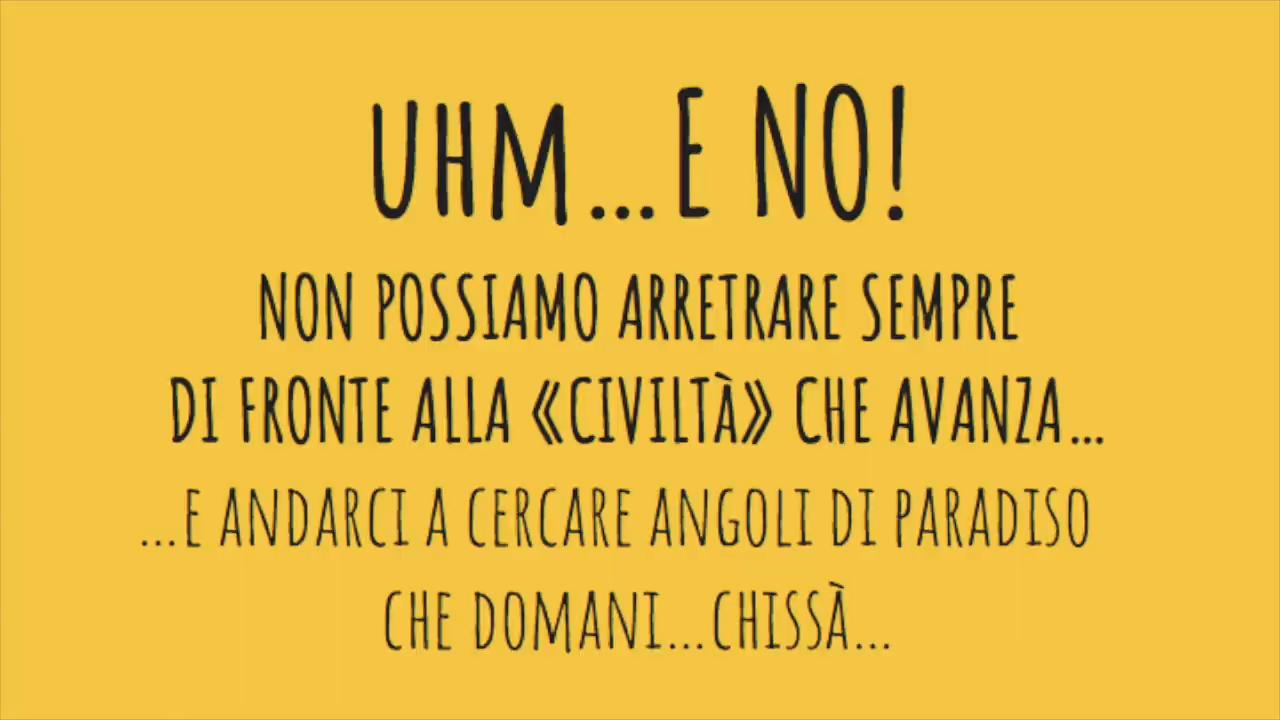 UHM...E NO!
NON POSSIAMO ARRETRARE SEMPRE
DI FRONTE ALLA «CIVILTÀ» CHE AVANZA...
...E ANDARCI A CERCARE ANGOLI DI PARADISO
CHE DOMANI...CHISSÀ...